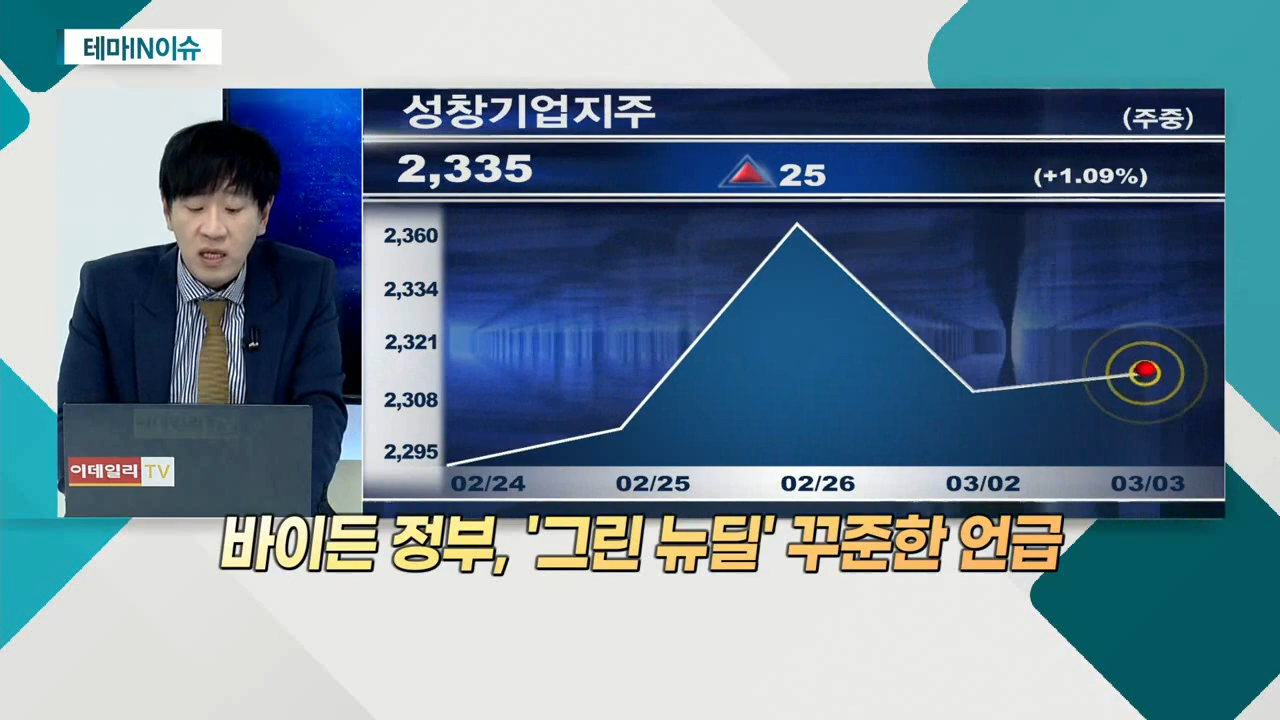 테마IN이슈
성창기업지주 (주중)
2,335 25 (+1.09%)
2,360
2,334
2,321
2,308
2,295
02/24 02/25 02/26 03/02 03/03
이데일리 TV
바이든 정부, '그린 뉴딜' 꾸준한 언급